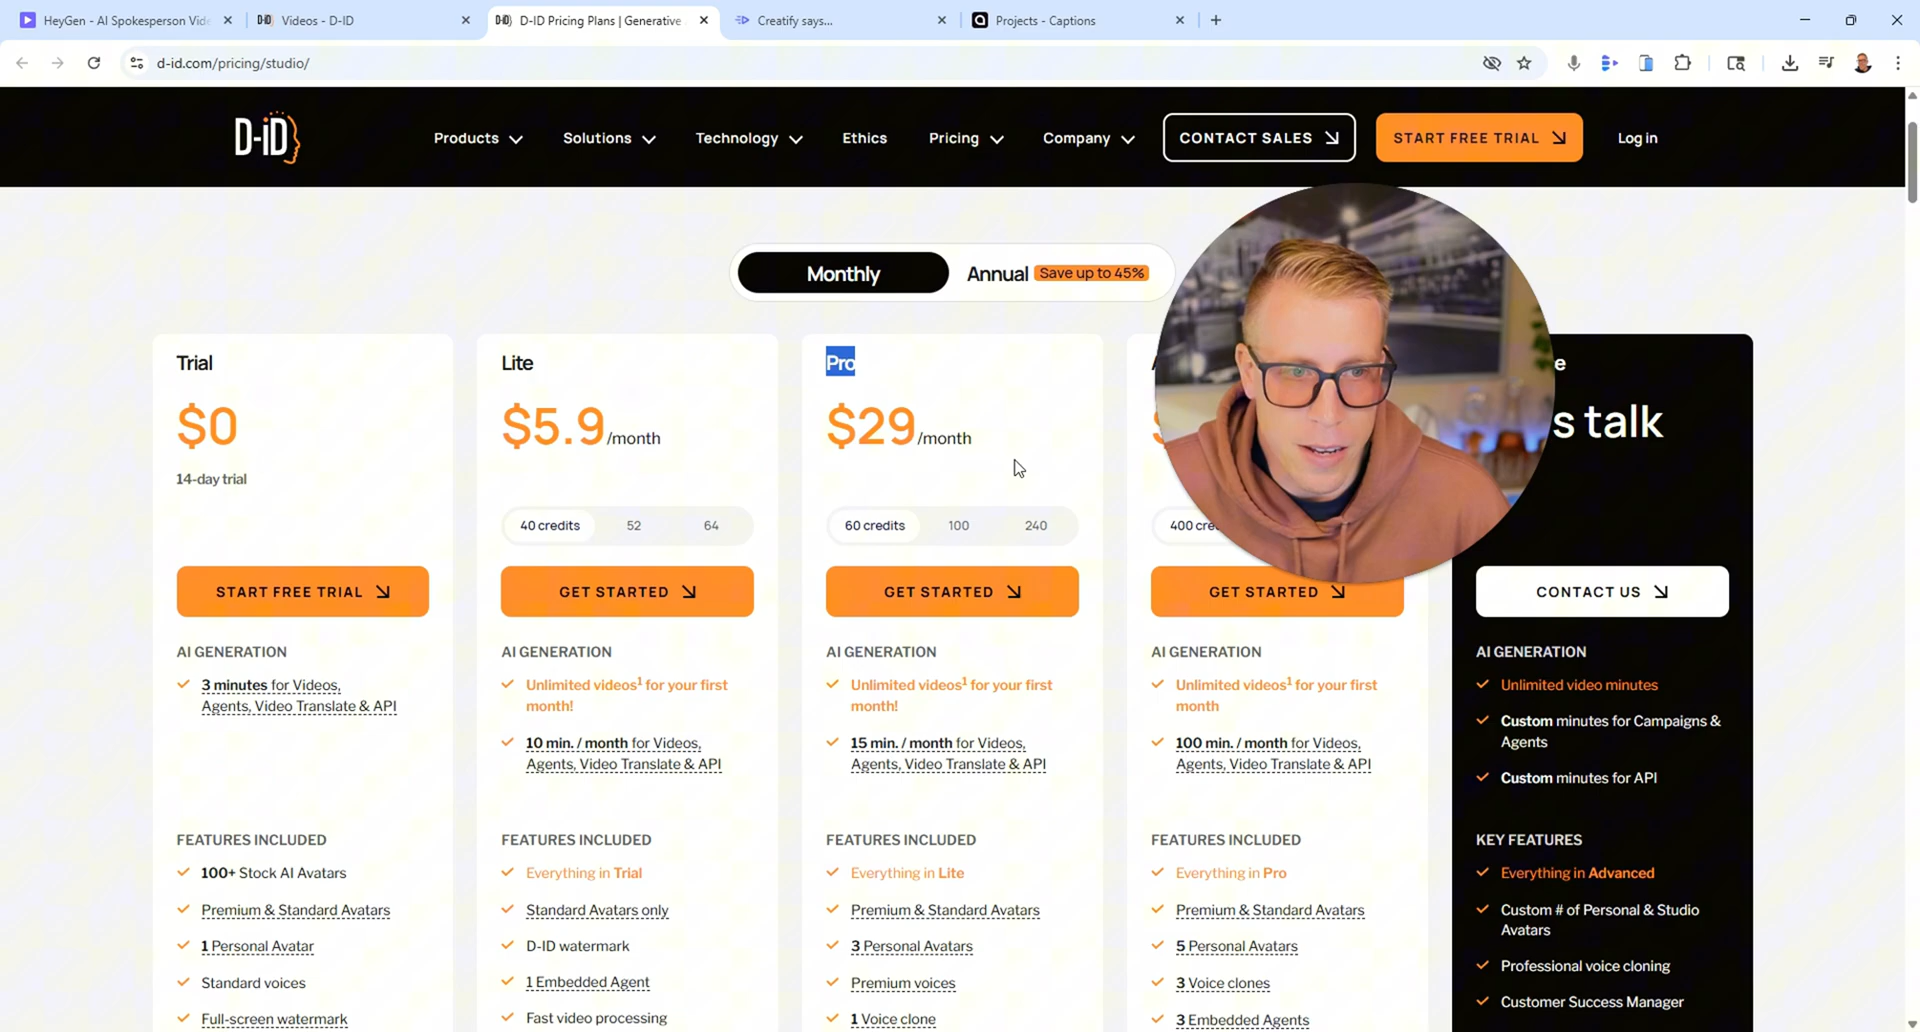 HeyGen - AI Spokesperson Vide
Videos - D-ID
D-ID Pricing Plans | Generative
Creatify says...
Projects - Captions
d-id.com/pricing/studio/
D-iD
Products
Solutions
Technology
Ethics
Pricing
Company
CONTACT SALES
START FREE TRIAL
Log in
Monthly
Annual
Save up to 45%
Trial
$0
14-day trial
START FREE TRIAL
AI GENERATION
3 minutes for Videos,
Agents, Video Translate & API
FEATURES INCLUDED
100+ Stock AI Avatars
Premium & Standard Avatars
1 Personal Avatar
Standard voices
Full-screen watermark
Lite
$5.9/month
40 credits 52 64
GET STARTED
AI GENERATION
Unlimited videos¹ for your first
month!
10 min. / month for Videos,
Agents, Video Translate & API
FEATURES INCLUDED
Everything in Trial
Standard Avatars only
D-ID watermark
1 Embedded Agent
Fast video processing
Pro
$29/month
60 credits 100 240
GET STARTED
AI GENERATION
Unlimited videos¹ for your first
month!
15 min. / month for Videos,
Agents, Video Translate & API
FEATURES INCLUDED
Everything in Lite
Premium & Standard Avatars
3 Personal Avatars
Premium voices
1 Voice clone
400 cre
GET STARTED
AI GENERATION
Unlimited videos¹ for your first
month
100 min. / month for Videos,
Agents, Video Translate & API
FEATURES INCLUDED
Everything in Pro
Premium & Standard Avatars
5 Personal Avatars
3 Voice clones
3 Embedded Agents
e
s talk
CONTACT US
AI GENERATION
Unlimited video minutes
Custom minutes for Campaigns &
Agents
Custom minutes for API
KEY FEATURES
Everything in Advanced
Custom # of Personal & Studio
Avatars
Professional voice cloning
Customer Success Manager